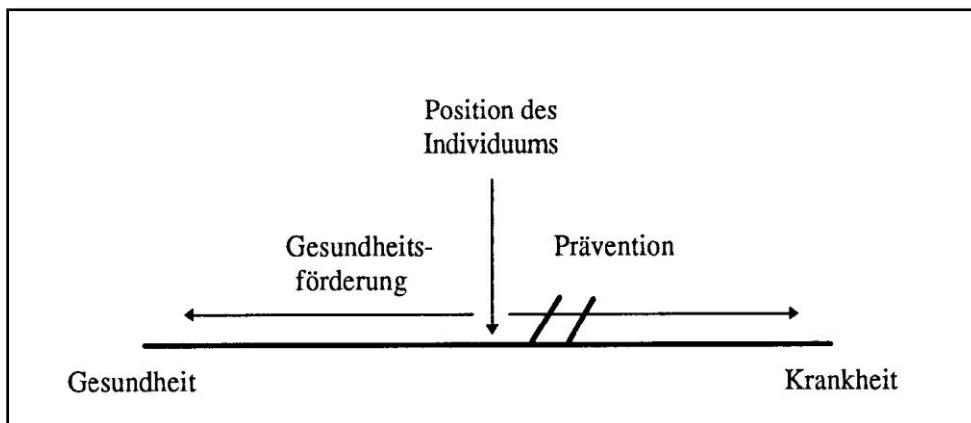 Position des
Individuums
Gesundheits-
förderung
Prävention
Gesundheit
Krankheit